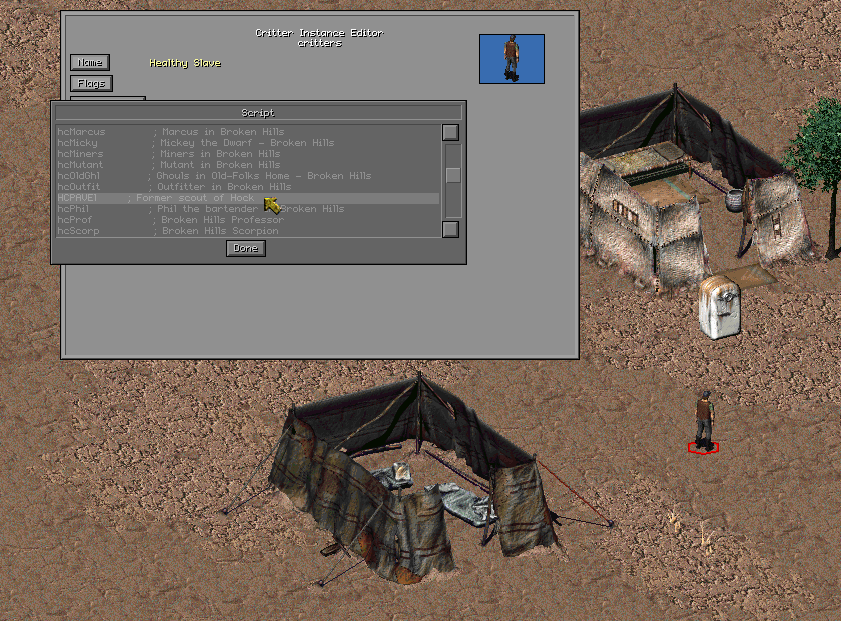 Critter Instance Editor
critters
Name
Healthy Slave
Flags
Script
hcMarcus ; Marcus in Broken Hills
hcMicky ; Mickey the Dwarf - Broken Hills
hcMiners ; Miners in Broken Hills
hcMutant ; Mutant in Broken Hills
hcOldGhl ; Ghouls in Old-Folks Home - Broken Hills
hcOutfit ; Outfitter in Broken Hills
HCPAVE1 ; Former scout of Hock
hcPhil ; Phil the bartender Broken Hills
hcProf ; Broken Hills Professor
hcScorp ; Broken Hills Scorpion
Done